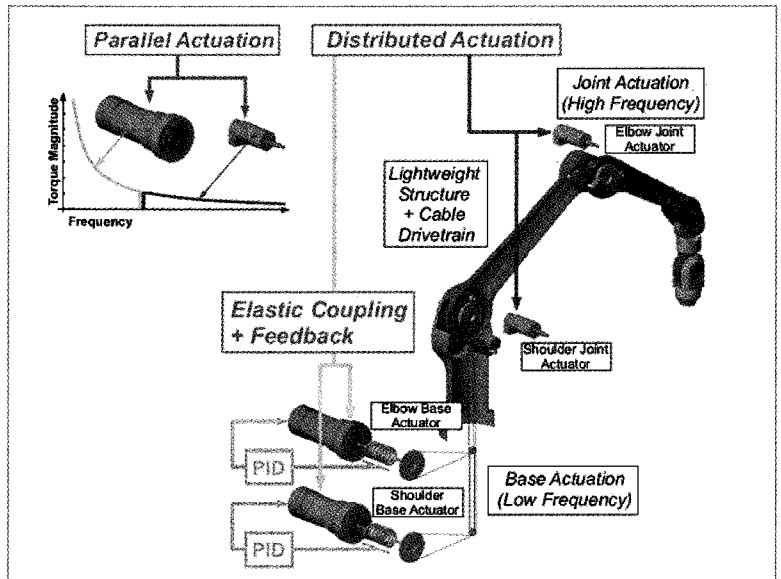 Parallel Actuation
Distributed Actuation
Torque Magnitude
Frequency
Joint Actuation
(High Frequency)
Elbow Joint
Actuator
Lightweight
Structure
+ Cable
Drivetrain
Elastic Coupling
+ Feedback
Shoulder Joint
Actuator
Elbow Base
Actuator
PID
Shoulder
Base Actuator
PID
Base Actuation
(Low Frequency)